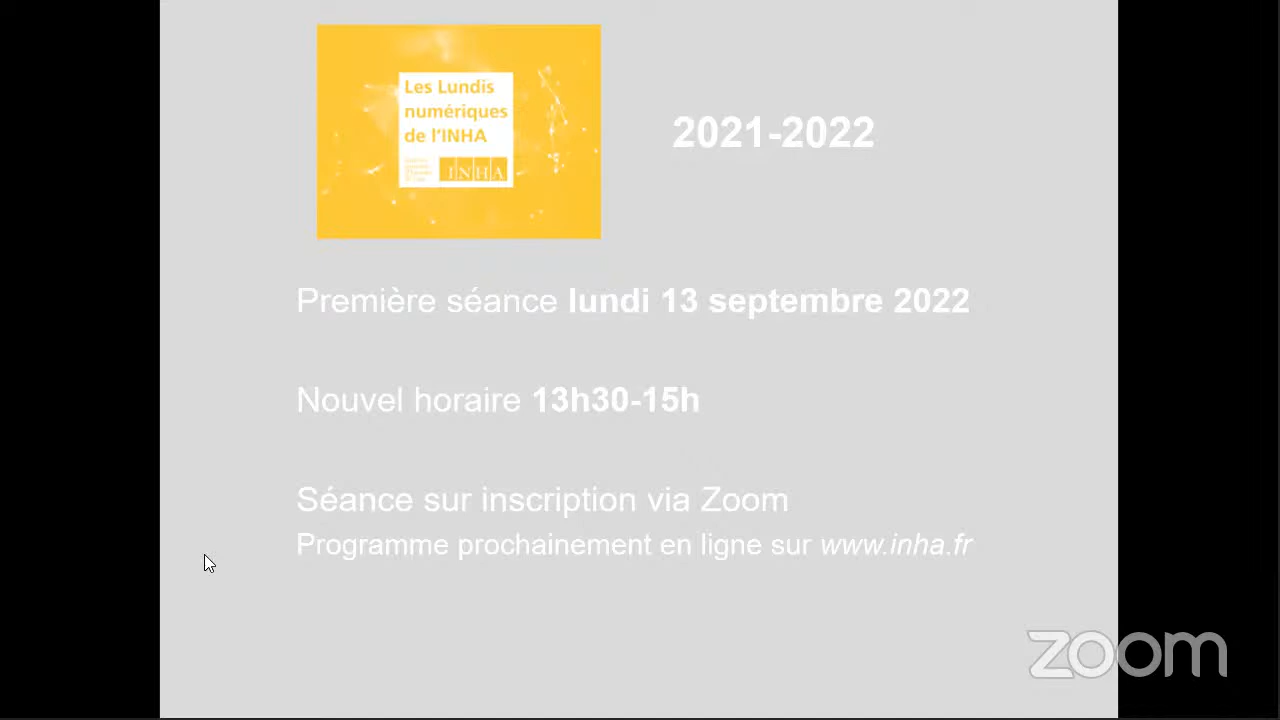 Les Lundis
numériques
de l'INHA
INHA
2021-2022
Première séance lundi 13 septembre 2022
Nouvel horaire 13h30-15h
Séance sur inscription via Zoom
Programme prochainement en ligne sur www.inha.fr
zoom